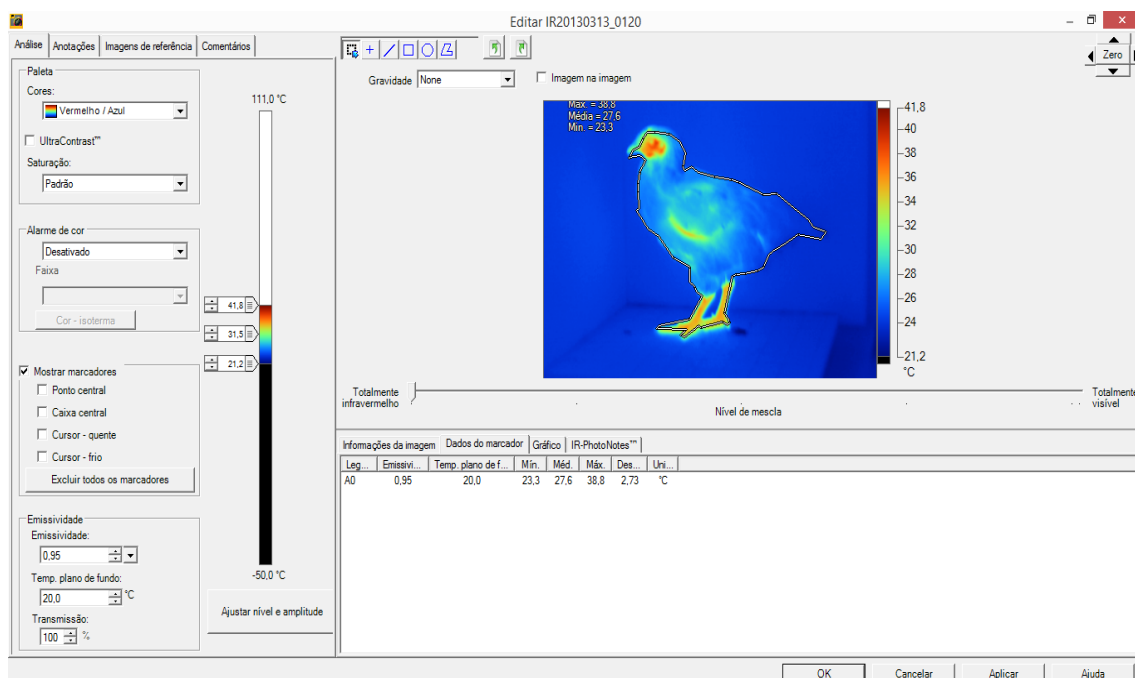 Editar IR20130313_0120
Análise Anotações Imagens de referência Comentários
Paleta
Cores:
Vermelho / Azul
UltraContrast™
Saturação:
Padrão
Alarme de cor
Desativado
Faixa
Cor - isoterma
Mostrar marcadores
Ponto central
Caixa central
Cursor - quente
Cursor - frio
Excluir todos os marcadores
Emissividade
Emissividade:
0,95
Temp. plano de fundo:
20,0 °C
Transmissão:
100 %
111,0 °C
41,8
31,5
21,2
-50,0 °C
Ajustar nível e amplitude
Zero
Gravidade None Imagem na imagem
Máx. = 38,8
Média = 27,6
Mín. = 23,3
41,8
40
38
36
34
32
30
28
26
24
21,2
°C
Totalmente infravermelho
Nível de mescla
Totalmente visível
Informações da imagem Dados do marcador Gráfico IR-PhotoNotes™
Leg... Emissivi... Temp. plano de f... Mín. Méd. Máx. Des... Uni...
A0 0,95 20,0 23,3 27,6 38,8 2,73 °C
OK Cancelar Aplicar Ajuda